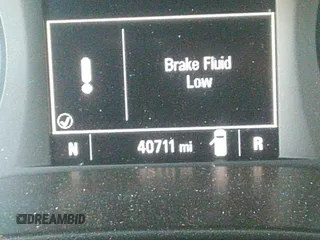 Brake Fluid
Low
N 40711 mi R
DREAMBID